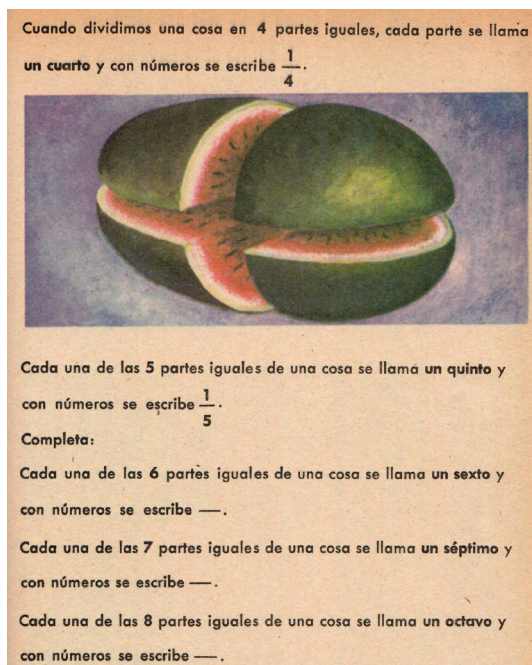 Cuando dividimos una cosa en 4 partes iguales, cada parte se llama
un cuarto y con números se escribe 1/4.
Cada una de las 5 partes iguales de una cosa se llama un quinto y
con números se escribe 1/5.
Completa:
Cada una de las 6 partes iguales de una cosa se llama un sexto y
con números se escribe —.
Cada una de las 7 partes iguales de una cosa se llama un séptimo y
con números se escribe —.
Cada una de las 8 partes iguales de una cosa se llama un octavo y
con números se escribe —.